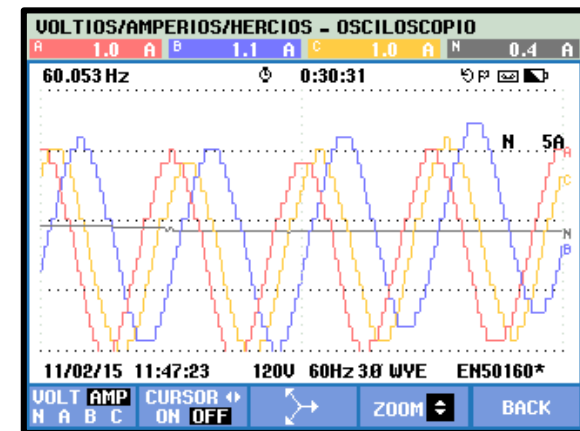 VOLTIOS/AMPERIOS/HERCIOS - OSCILOSCOPIO
A 1.0 A B 1.1 A C 1.0 A N 0.4 A
60.053 Hz 0:30:31
N 5A
A
C
N
B
11/02/15 11:47:23 120V 60Hz 3Ø WYE EN50160*
VOLT AMP CURSOR ZOOM BACK
N A B C ON OFF